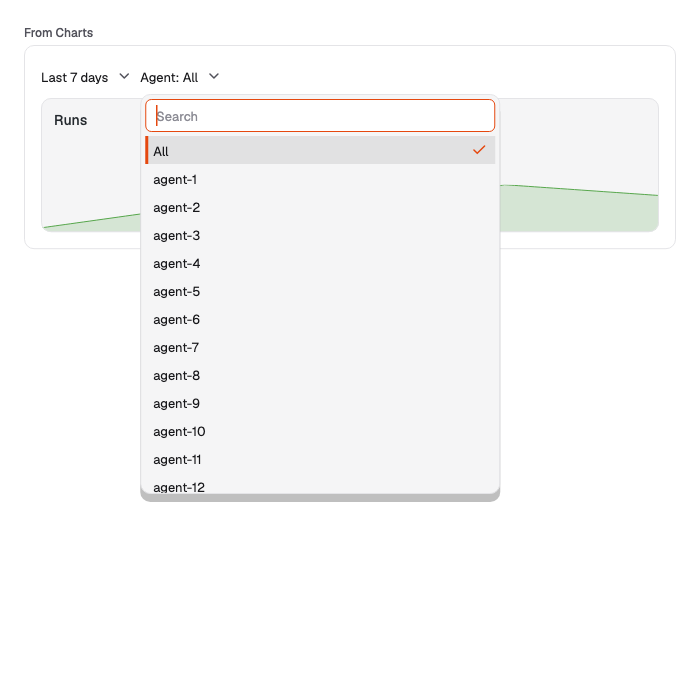 From Charts
Last 7 days Agent: All
Runs
Search
All
agent-1
agent-2
agent-3
agent-4
agent-5
agent-6
agent-7
agent-8
agent-9
agent-10
agent-11
agent-12